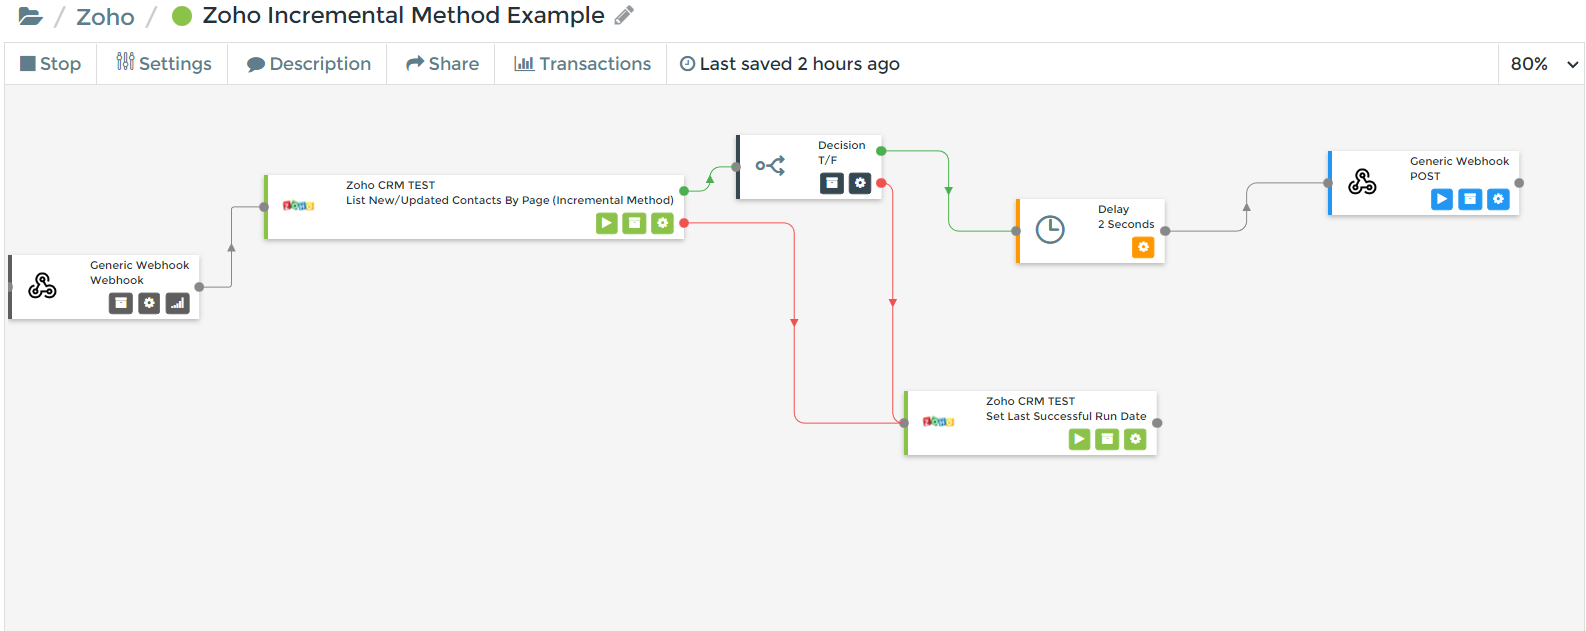 / Zoho / Zoho Incremental Method Example
Stop Settings Description Share Transactions Last saved 2 hours ago 80%
Decision
T/F
Generic Webhook
POST
Zoho CRM TEST
List New/Updated Contacts By Page (Incremental Method)
ZOHO
Delay
2 Seconds
Generic Webhook
Webhook
Zoho CRM TEST
Set Last Successful Run Date
ZOHO